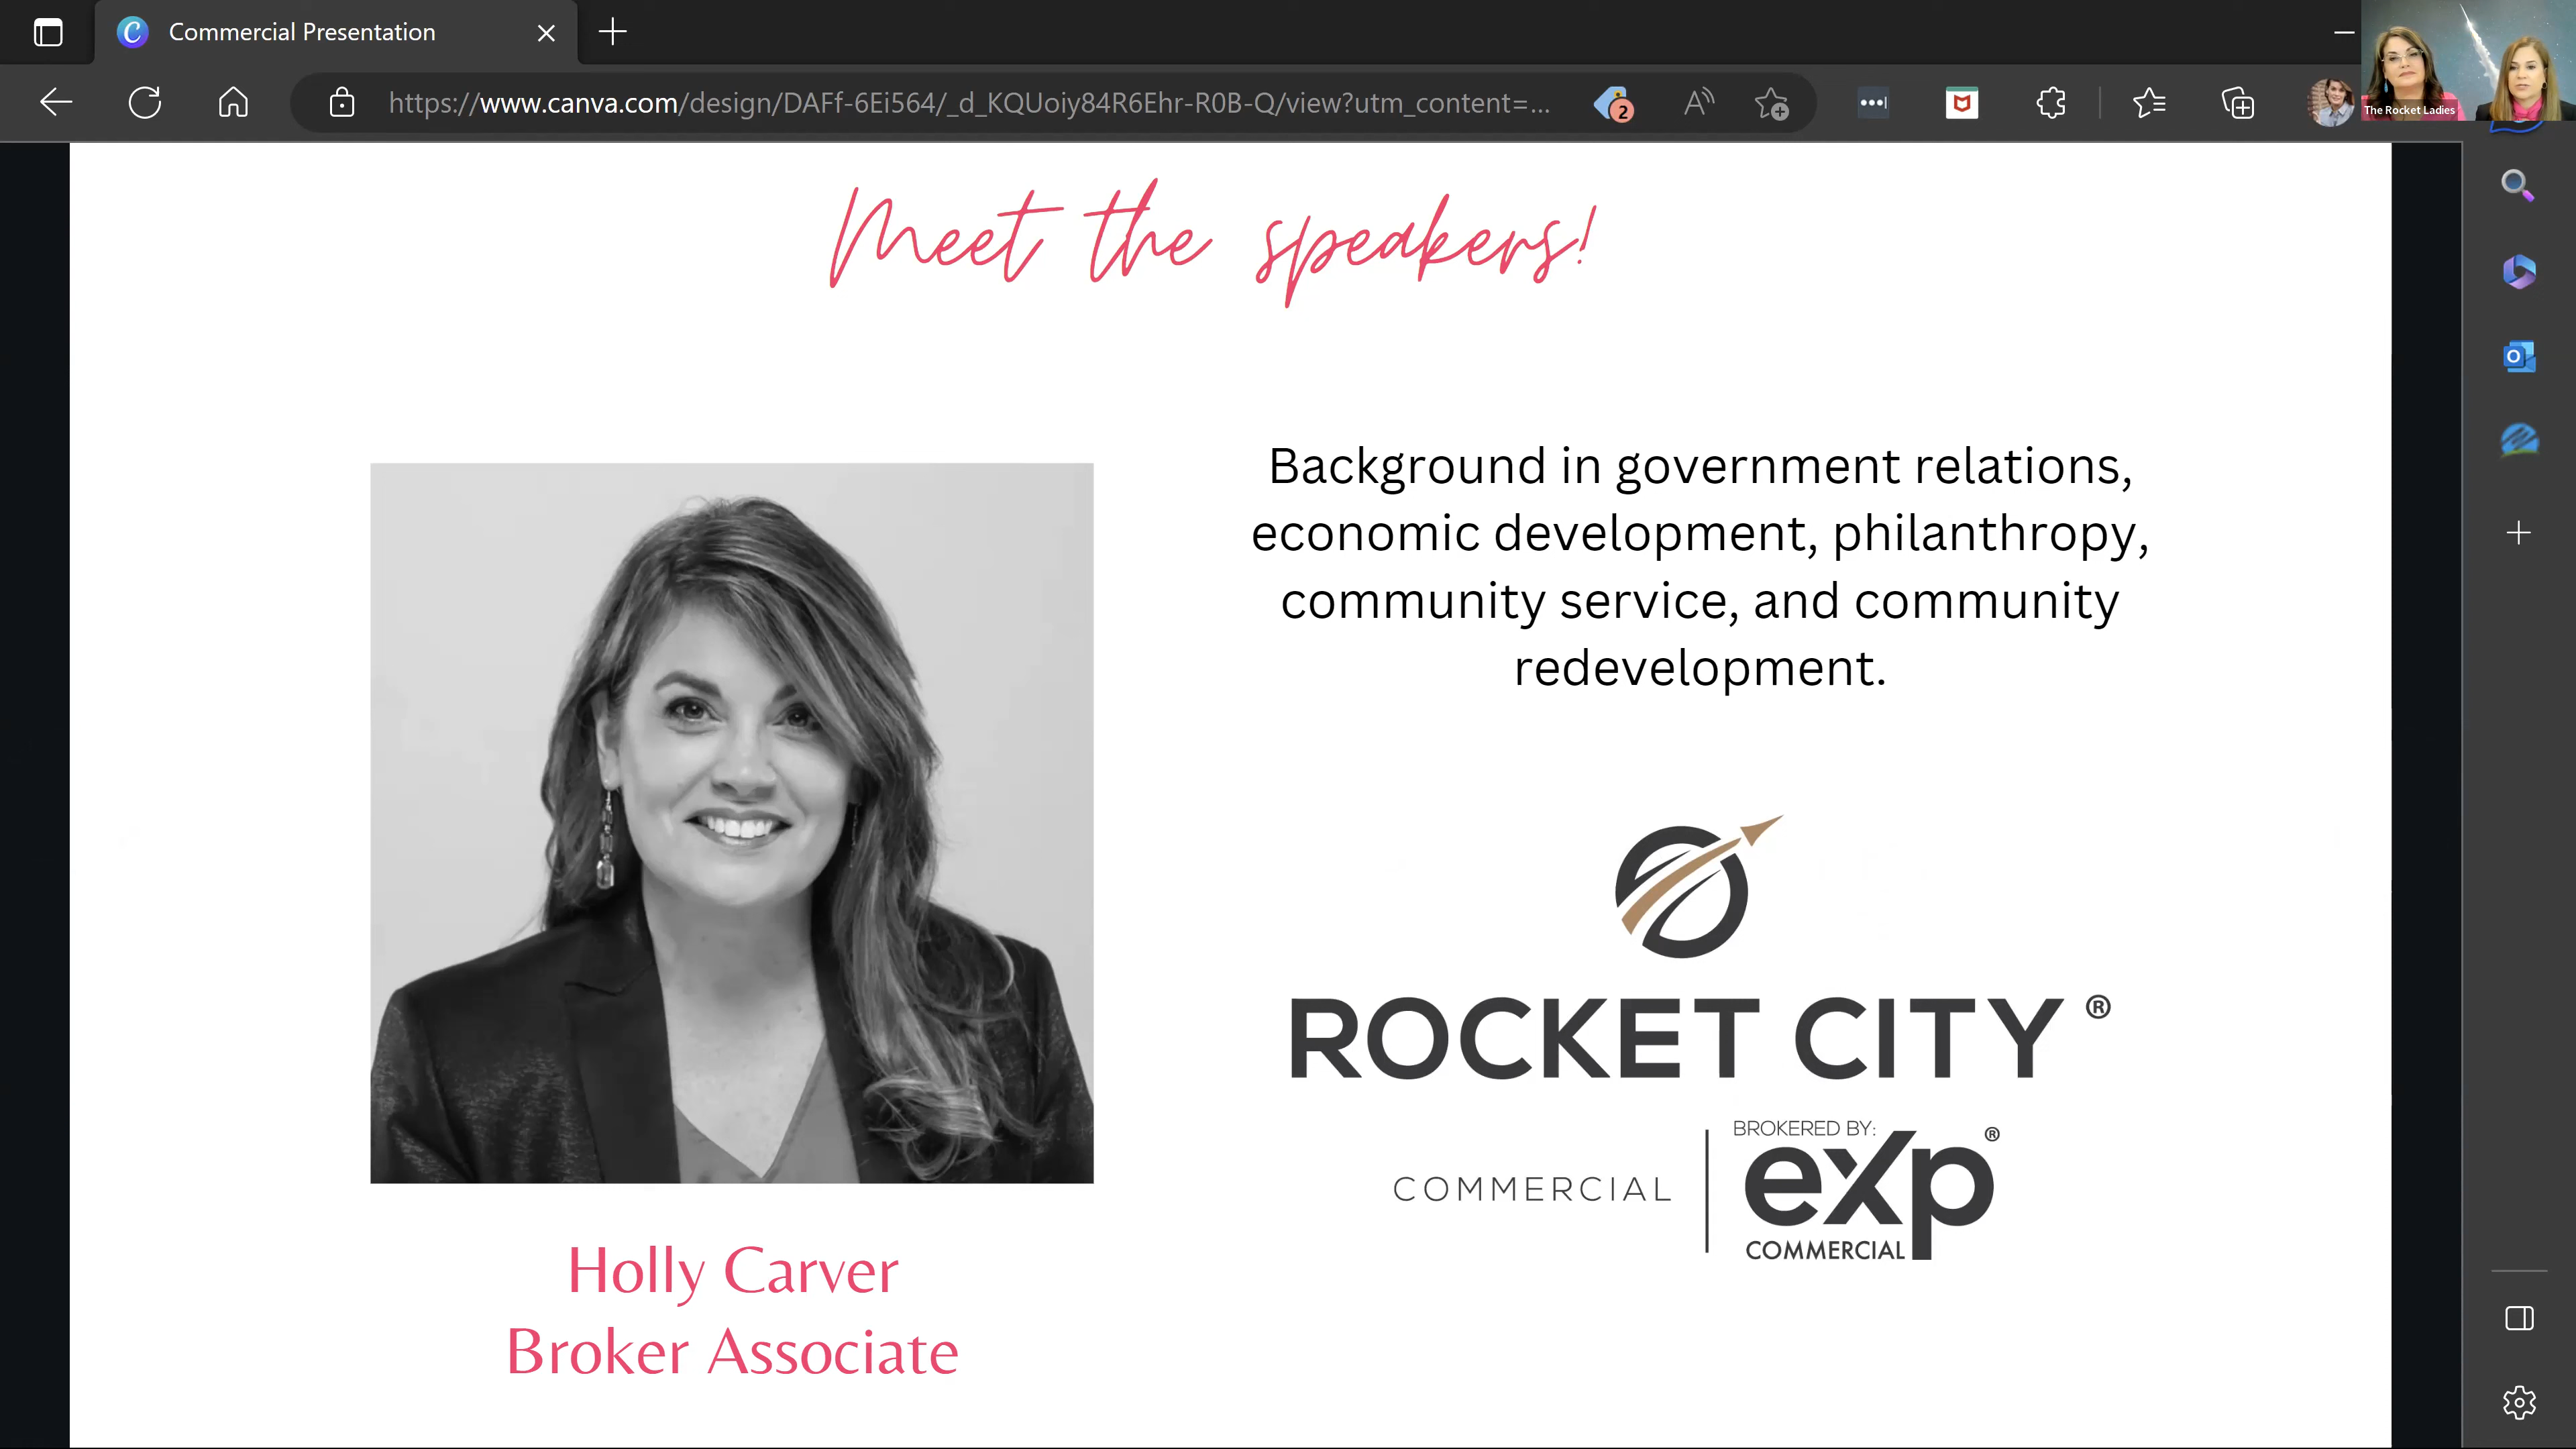 Commercial Presentation
https://www.canva.com/design/DAFf-6Ei564/_d_KQUoiy84R6Ehr-R0B-Q/view?utm_content=...
2
The Rocket Ladies
Meet the speakers!
Background in government relations,
economic development, philanthropy,
community service, and community
redevelopment.
ROCKET CITY ®
COMMERCIAL
BROKERED BY:
eXp ®
COMMERCIAL
Holly Carver
Broker Associate